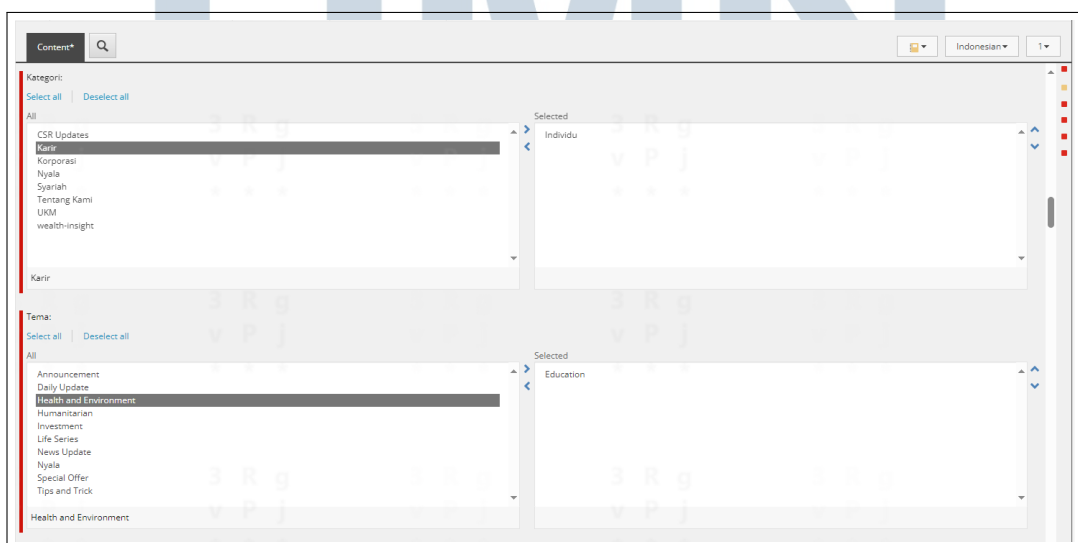 Content*
Indonesian
1
Kategori:
Select all Deselect all
All
Selected
CSR Updates
Karir
Korporasi
Nyala
Syariah
Tentang Kami
UKM
wealth-insight
Individu
Karir
Tema:
Select all Deselect all
All
Selected
Announcement
Daily Update
Health and Environment
Humanitarian
Investment
Life Series
News Update
Nyala
Special Offer
Tips and Trick
Education
Health and Environment
3 R g
v P j